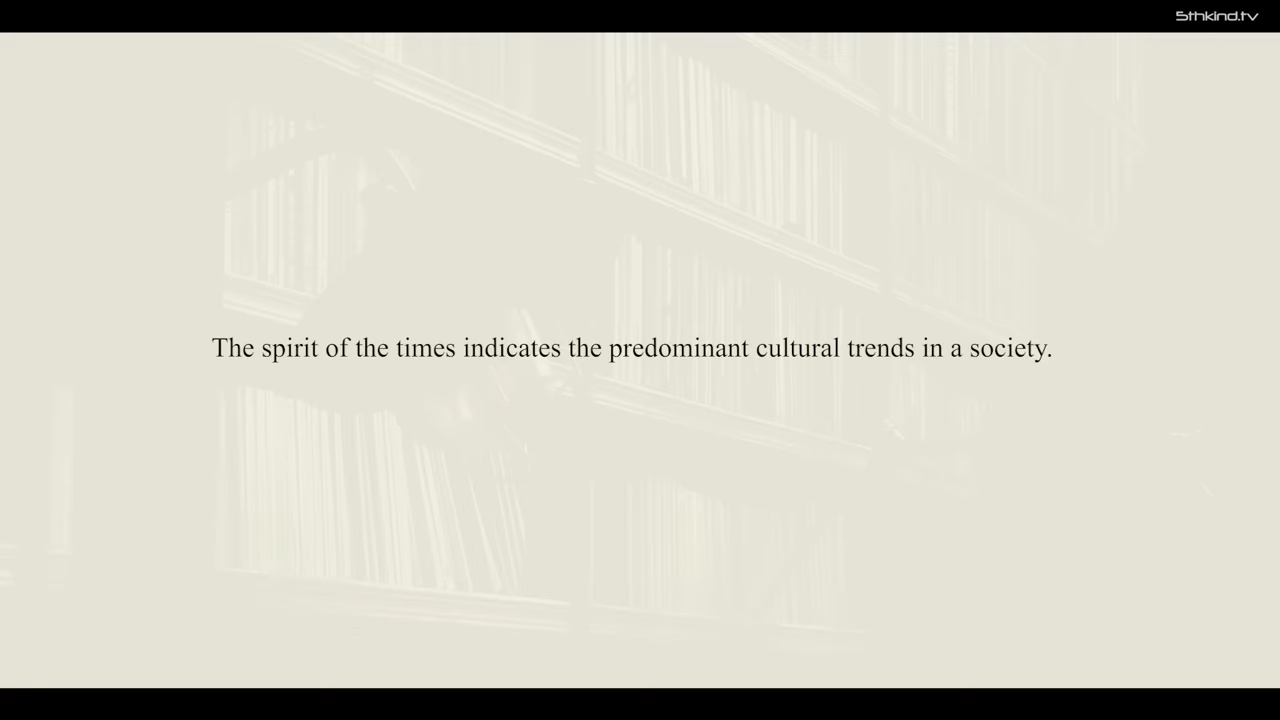 5thkind.tv
The spirit of the times indicates the predominant cultural trends in a society.